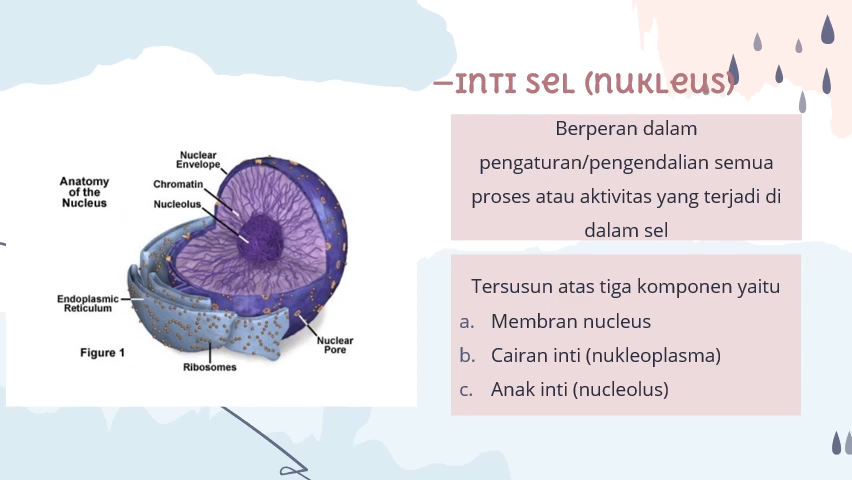 —INTI SEL (NUKLEUS)
Berperan dalam
pengaturan/pengendalian semua
proses atau aktivitas yang terjadi di
dalam sel
Anatomy
of the
Nucleus
Nuclear
Envelope
Chromatin
Nucleolus
Endoplasmic
Reticulum
Figure 1
Ribosomes
Nuclear
Pore
Tersusun atas tiga komponen yaitu
a. Membran nucleus
b. Cairan inti (nukleoplasma)
c. Anak inti (nucleolus)